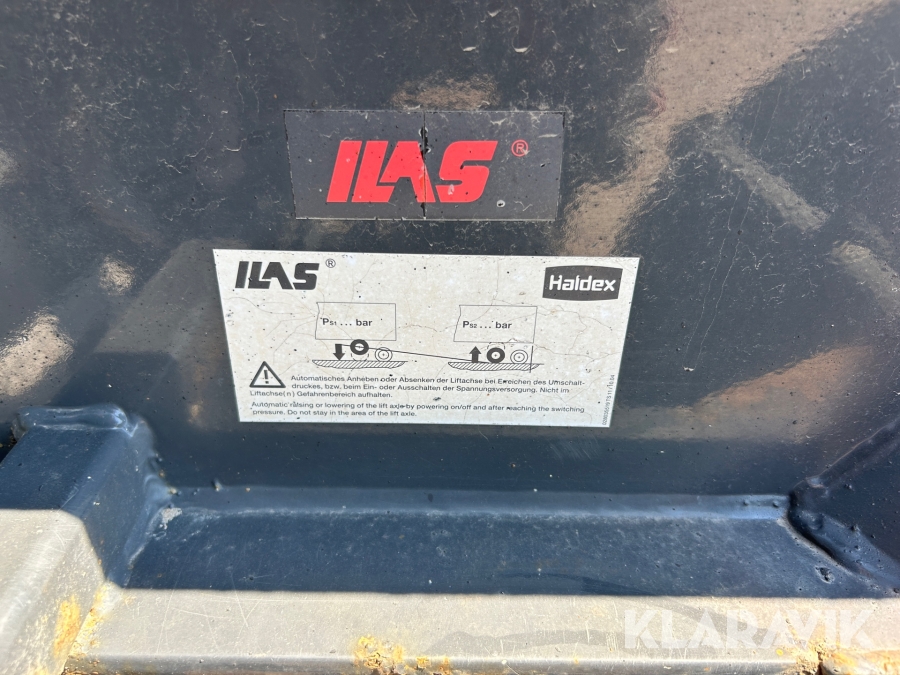 ILAS®
ILAS®
Haldex
PS1 ... bar
PS2 ... bar
Automatisches Anheben oder Absenken der Liftachse bei Erreichen des Umschalt-
druckes, bzw. beim Ein- oder Ausschalten der Spannungsversorgung. Nicht im
Liftachse(n) Gefahrenbereich aufhalten.
Automatic raising or lowering of the lift axle by powering on/off and after reaching the switching
pressure. Do not stay in the area of the lift axle.
KLARAVIK